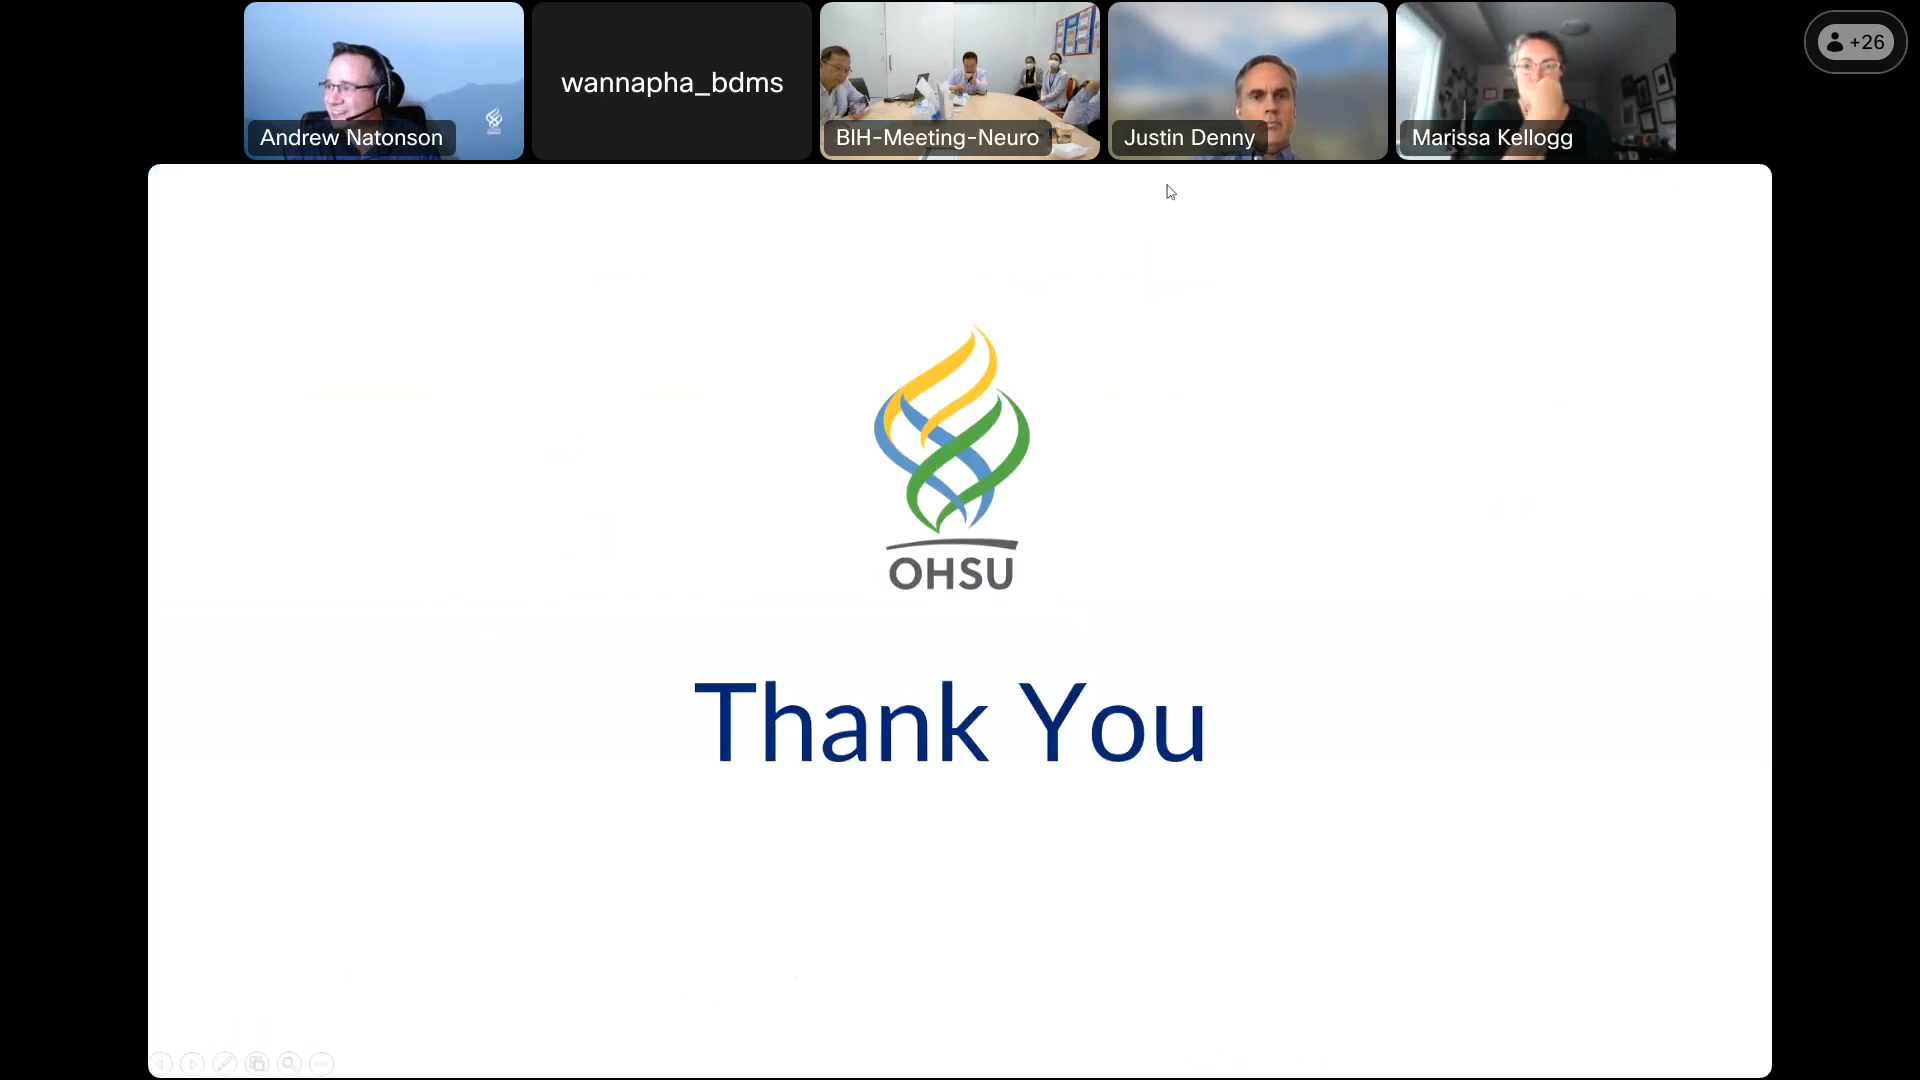 Andrew Natonson
wannapha_bdms
BIH-Meeting-Neuro
Justin Denny
Marissa Kellogg
+26
OHSU
Thank You